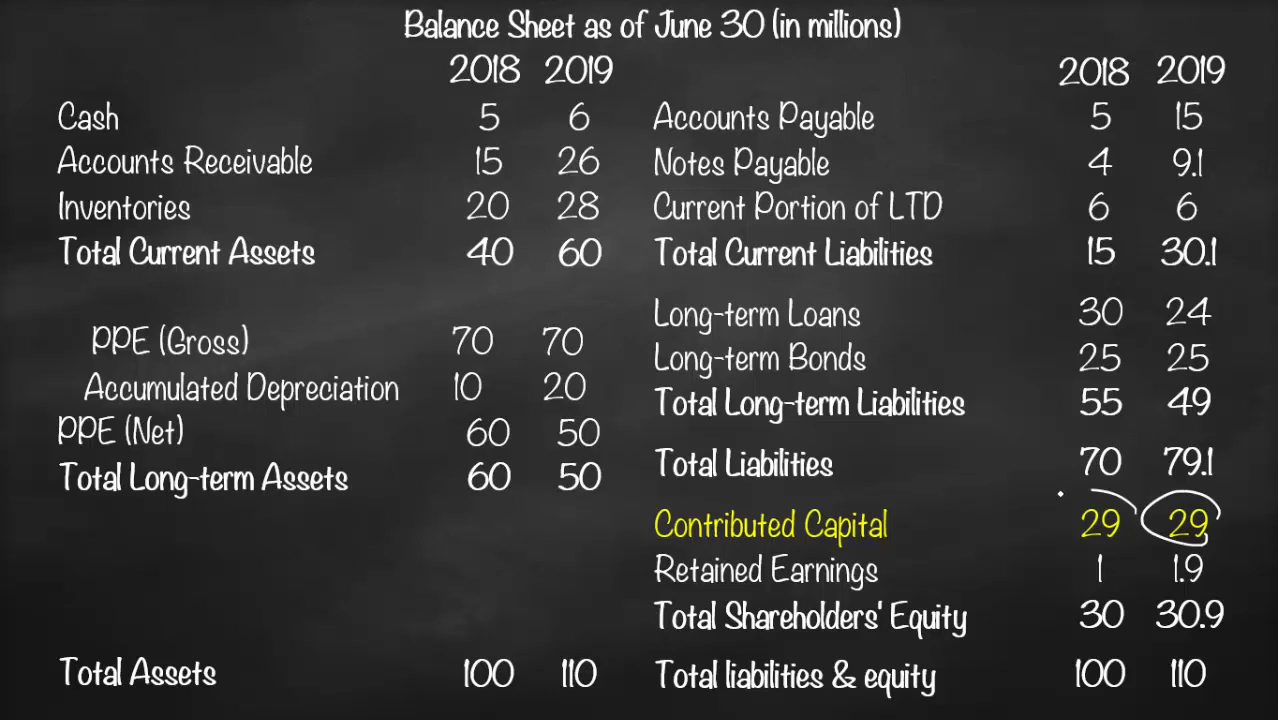 Balance Sheet as of June 30 (in millions)
2018 2019
Cash 5 6
Accounts Receivable 15 26
Inventories 20 28
Total Current Assets 40 60
PPE (Gross) 70 70
Accumulated Depreciation 10 20
PPE (Net) 60 50
Total Long-term Assets 60 50
Total Assets 100 110
2018 2019
Accounts Payable 5 15
Notes Payable 4 9.1
Current Portion of LTD 6 6
Total Current Liabilities 15 30.1
Long-term Loans 30 24
Long-term Bonds 25 25
Total Long-term Liabilities 55 49
Total Liabilities 70 79.1
Contributed Capital 29 29
Retained Earnings 1 1.9
Total Shareholders' Equity 30 30.9
Total liabilities & equity 100 110